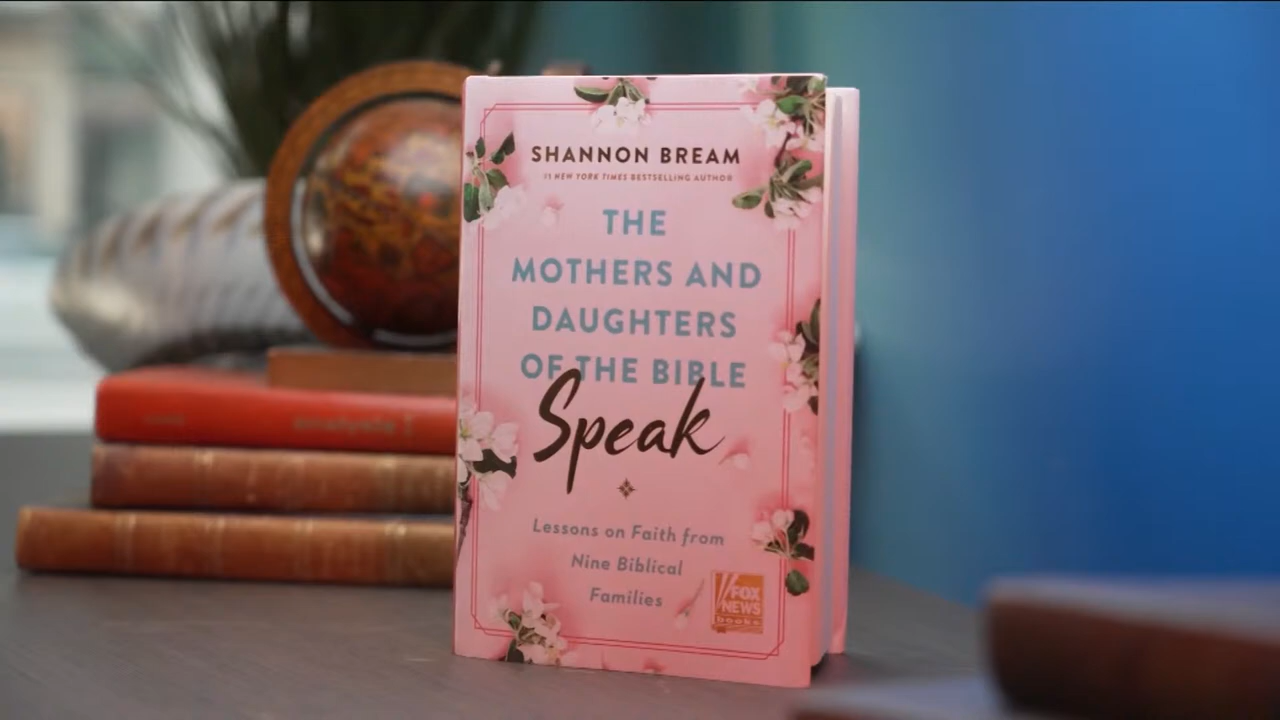 SHANNON BREAM
#1 NEW YORK TIMES BESTSELLING AUTHOR
THE
MOTHERS AND
DAUGHTERS
OF THE BIBLE
Speak
Lessons on Faith from
Nine Biblical
Families
FOX
NEWS
books